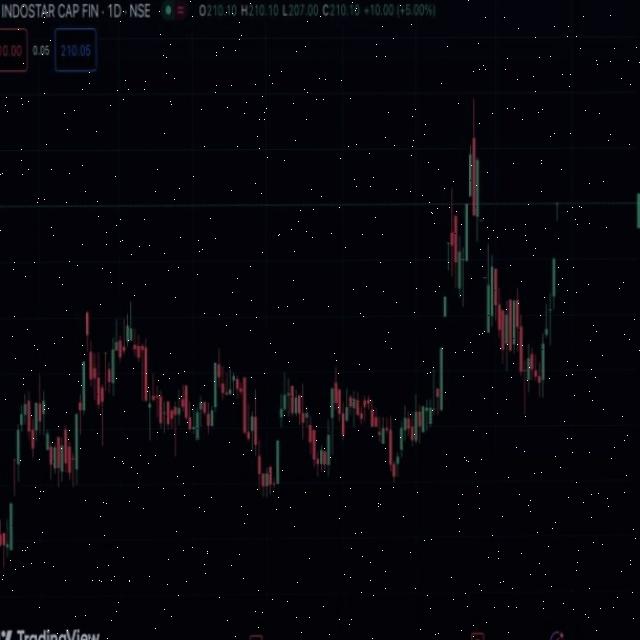 INDOSTAR CAP FIN · 1D · NSE O210.10 H210.10 L207.00 C210.10 +10.00 (+5.00%)
0.05 210.05
TradingView